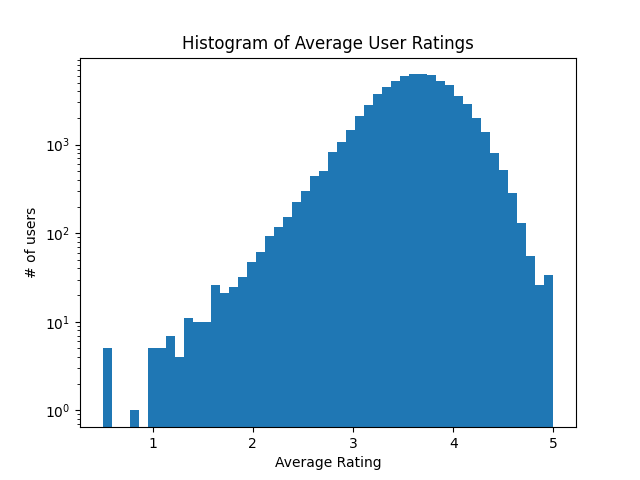 Histogram of Average User Ratings
# of users
10³
10²
10¹
10⁰
1 2 3 4 5
Average Rating